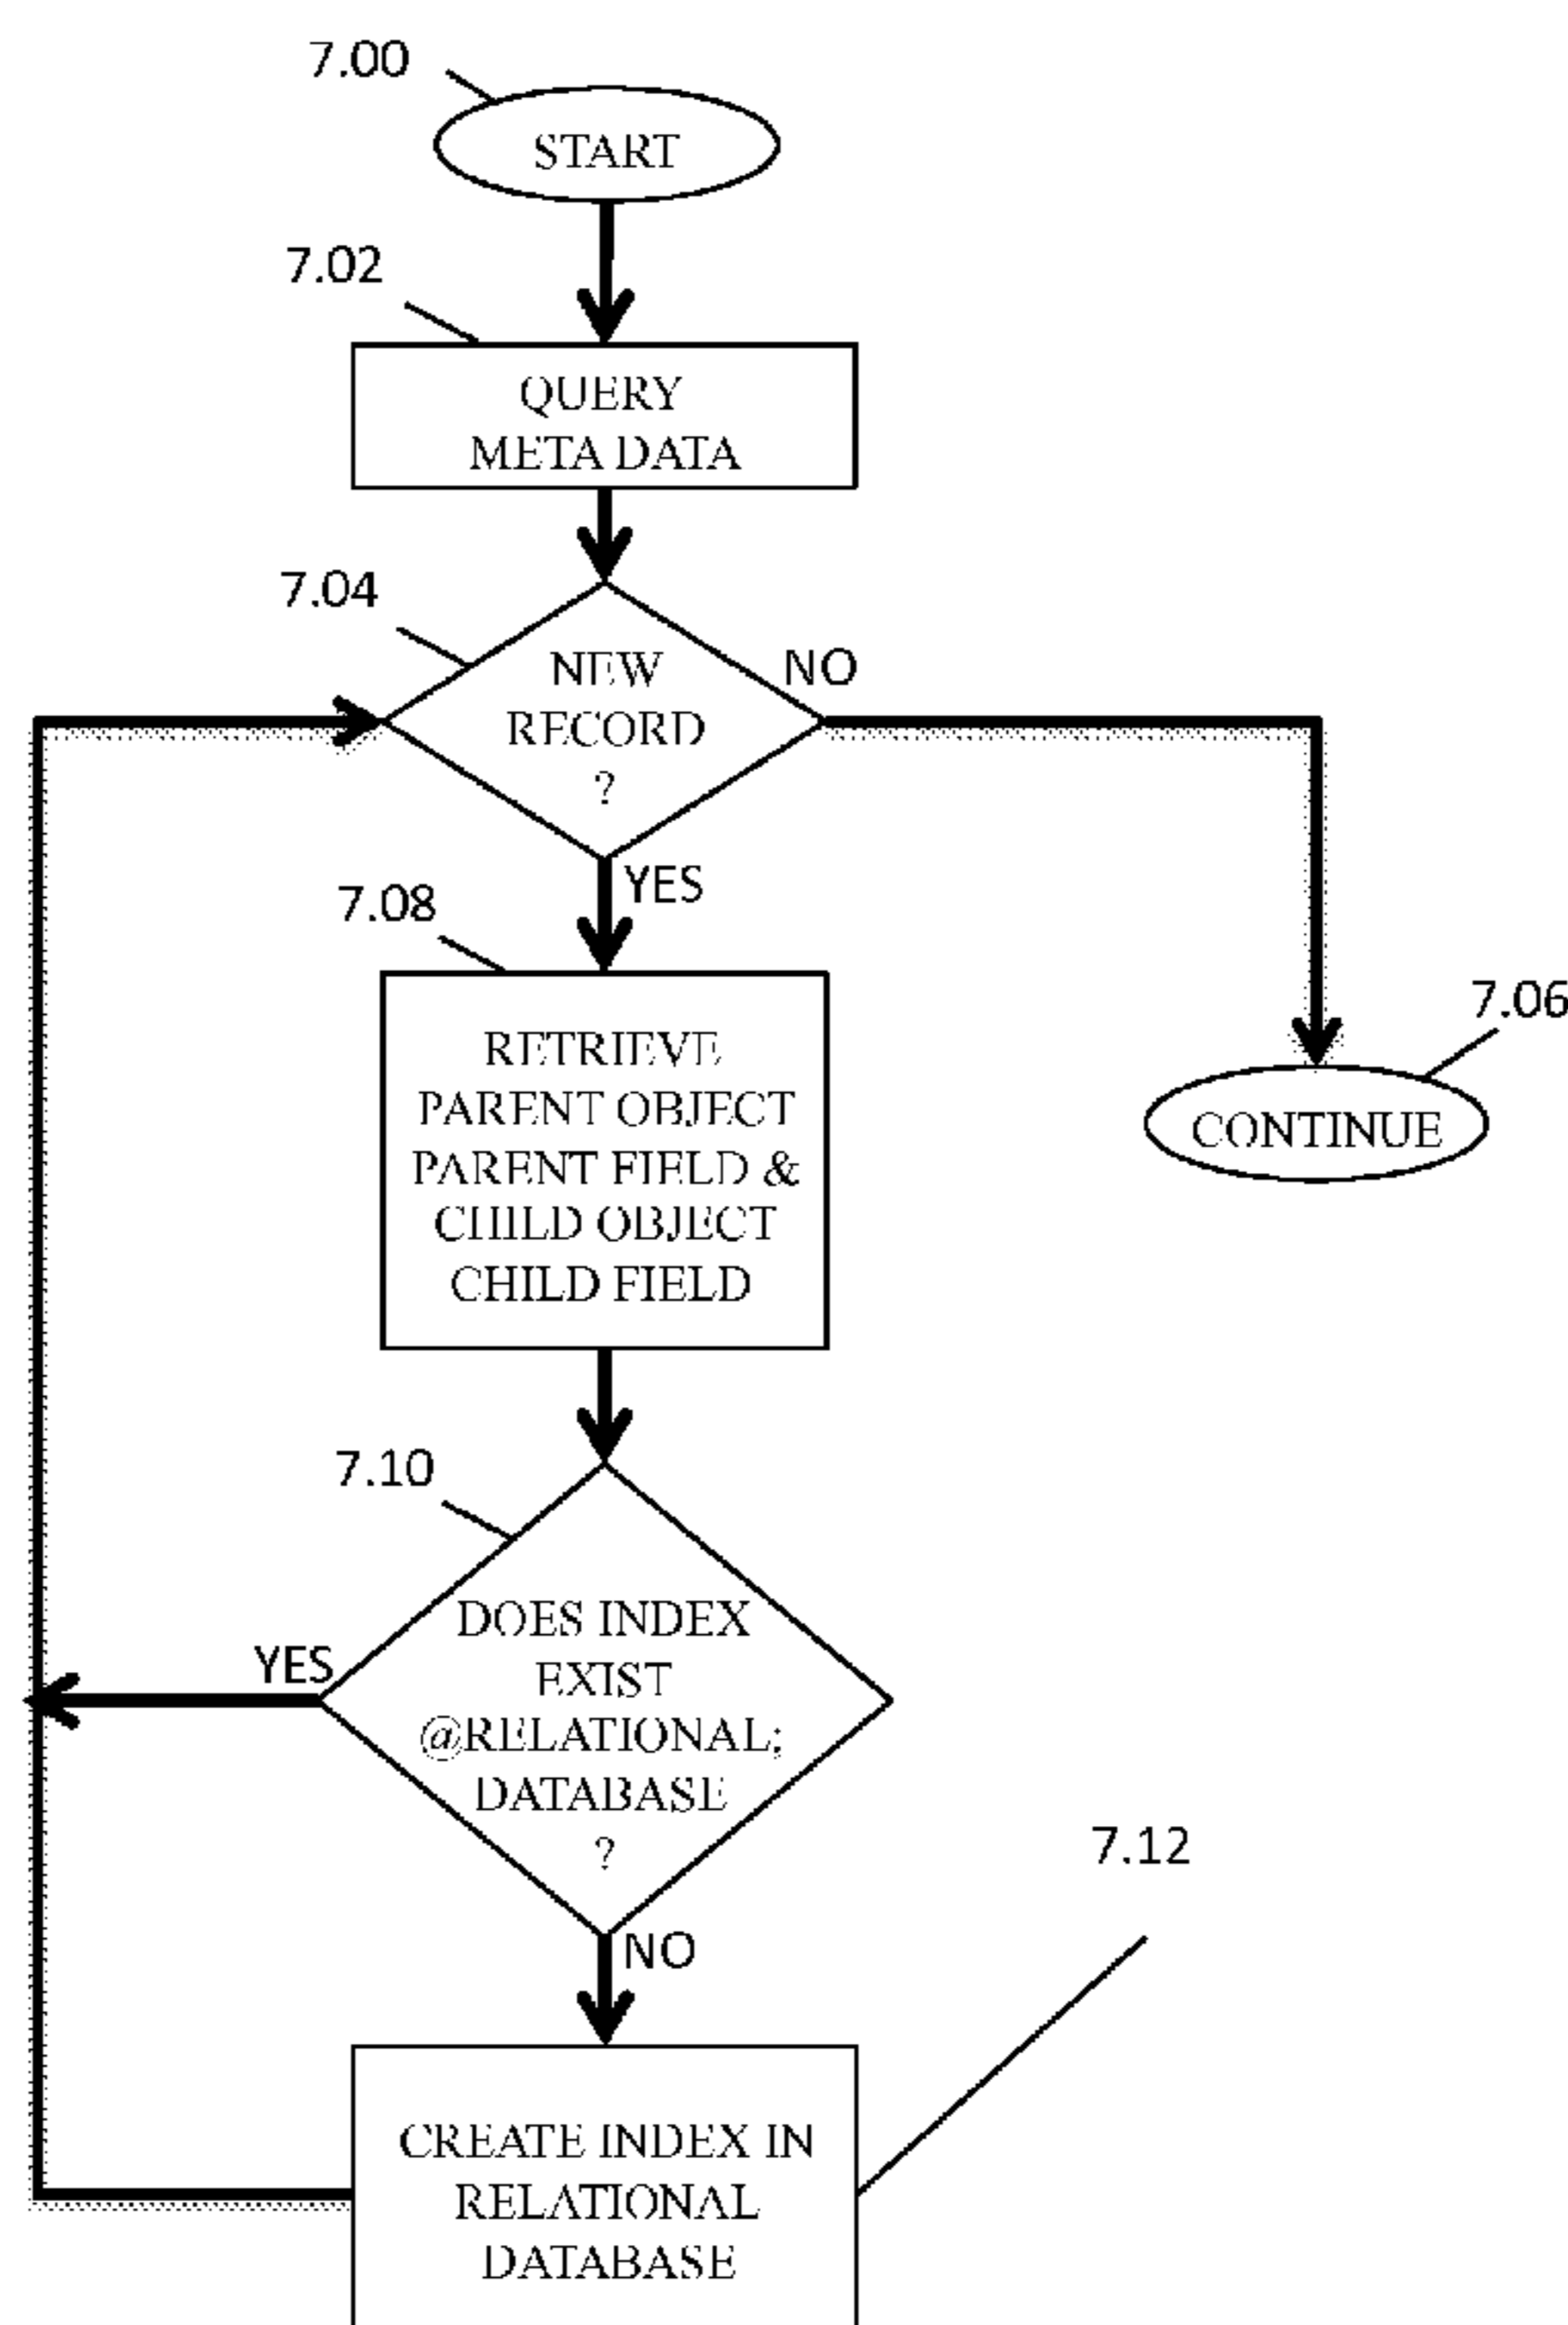 7.00
START
7.02
QUERY
META DATA
7.04
NEW
RECORD
?
NO
YES
7.08
RETRIEVE
PARENT OBJECT
PARENT FIELD &
CHILD OBJECT
CHILD FIELD
7.06
CONTINUE
7.10
DOES INDEX
EXIST
@RELATIONAL;
DATABASE
?
YES
NO
7.12
CREATE INDEX IN
RELATIONAL
DATABASE